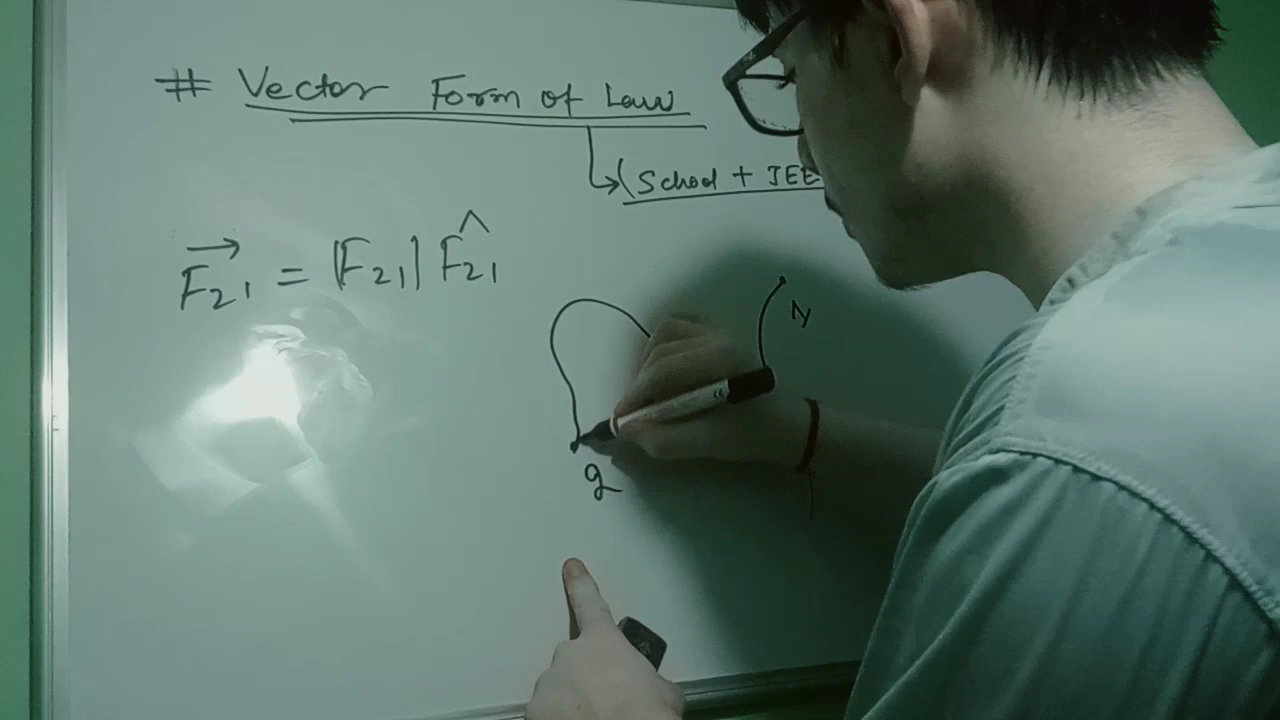 # Vector Form of Law
(School + JEE
F₂₁ = |F₂₁| F̂₂₁
q